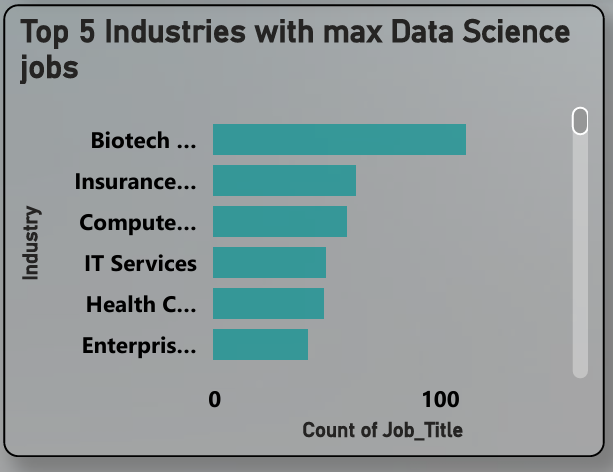 Top 5 Industries with max Data Science
jobs
Industry
Biotech ...
Insurance...
Compute...
IT Services
Health C...
Enterpris...
0
100
Count of Job_Title